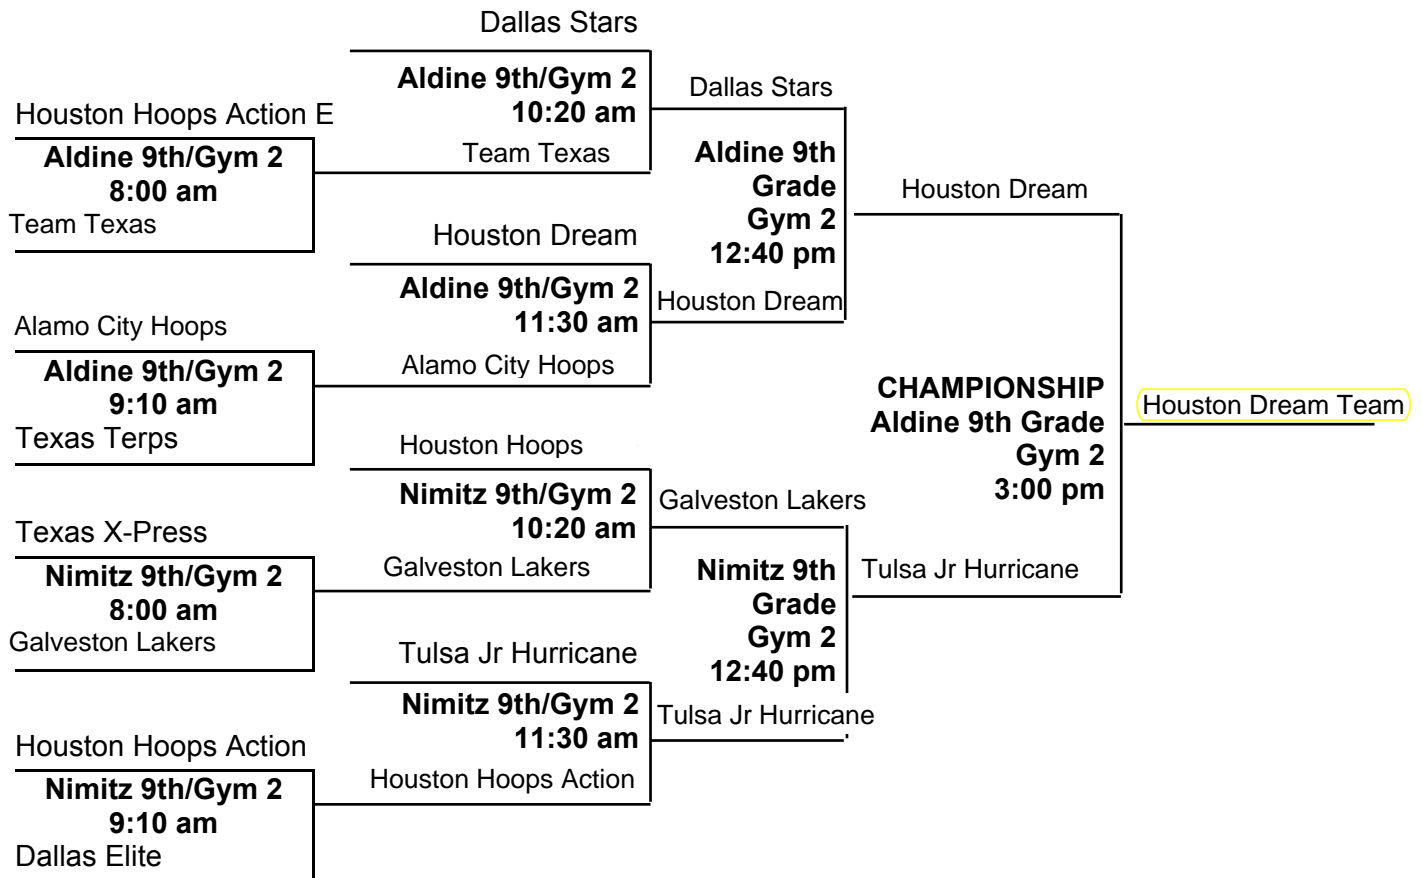 Dallas Stars
Aldine 9th/Gym 2
10:20 am
Team Texas
Houston Hoops Action E
Aldine 9th/Gym 2
8:00 am
Team Texas
Dallas Stars
Aldine 9th
Grade
Gym 2
12:40 pm
Houston Dream
Houston Dream
Aldine 9th/Gym 2
11:30 am
Alamo City Hoops
Houston Dream
Alamo City Hoops
Aldine 9th/Gym 2
9:10 am
Texas Terps
CHAMPIONSHIP
Aldine 9th Grade
Gym 2
3:00 pm
Houston Dream Team
Houston Hoops
Nimitz 9th/Gym 2
10:20 am
Galveston Lakers
Texas X-Press
Nimitz 9th/Gym 2
8:00 am
Galveston Lakers
Galveston Lakers
Nimitz 9th
Grade
Gym 2
12:40 pm
Tulsa Jr Hurricane
Tulsa Jr Hurricane
Nimitz 9th/Gym 2
11:30 am
Houston Hoops Action
Tulsa Jr Hurricane
Houston Hoops Action
Nimitz 9th/Gym 2
9:10 am
Dallas Elite